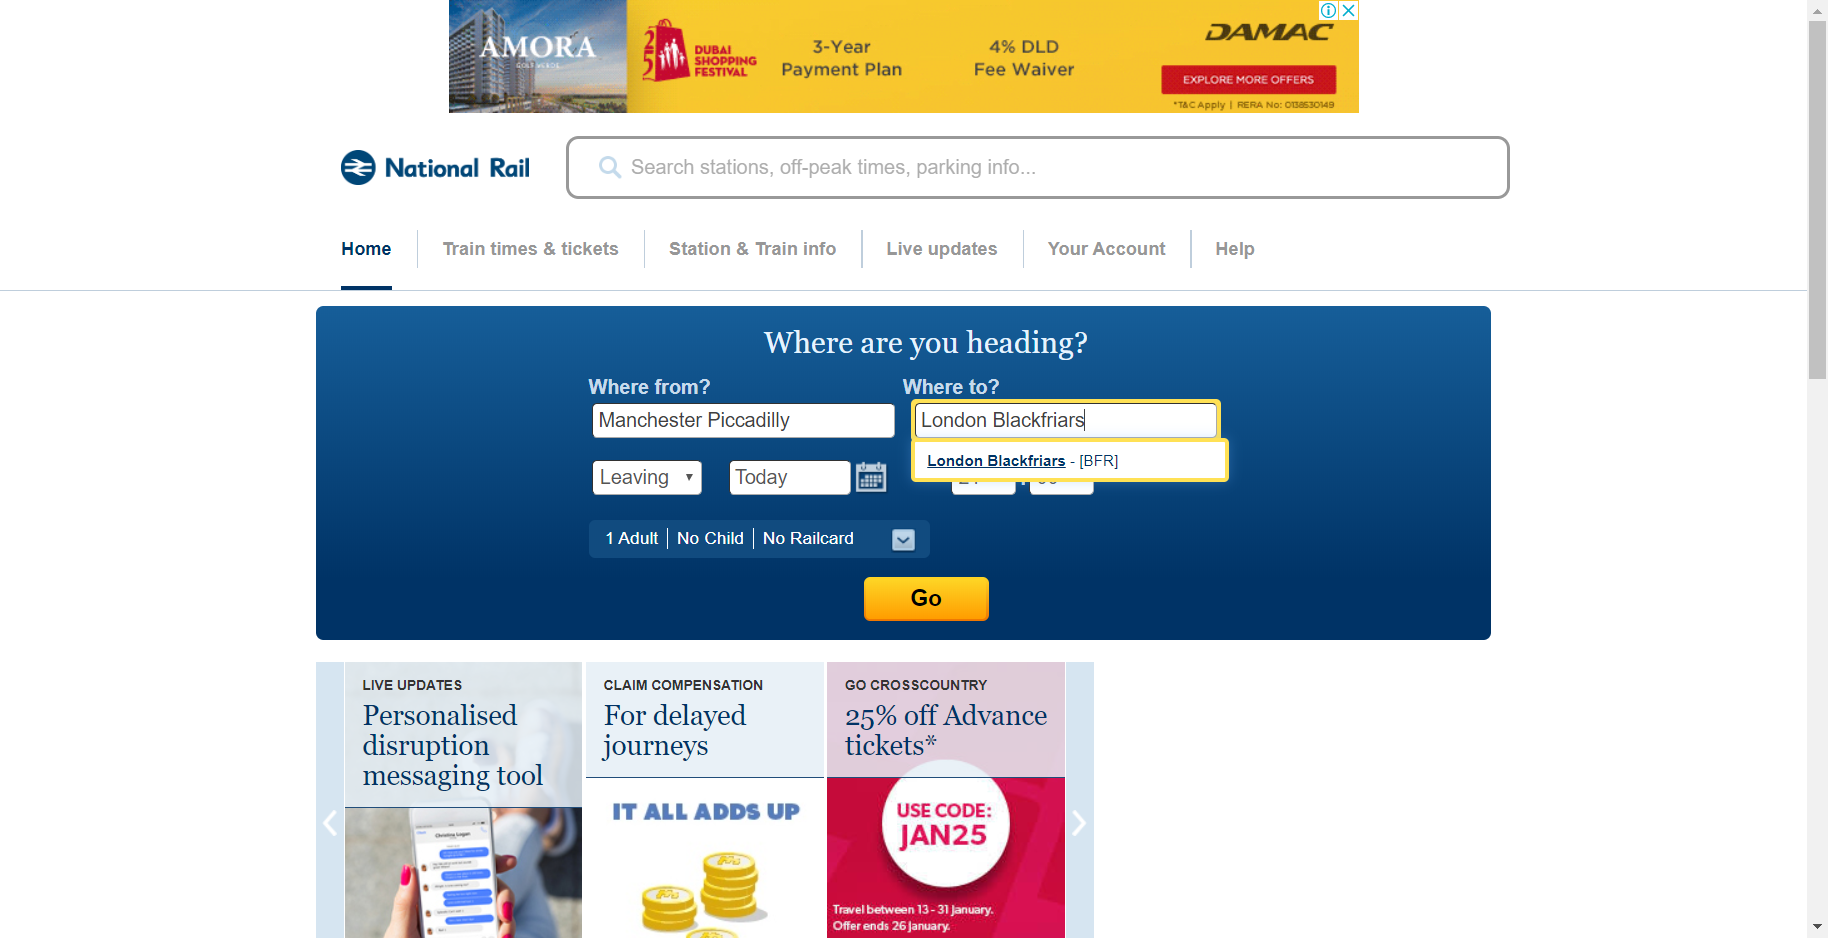 AMORA
GOLF VERDE
DUBAI
SHOPPING
FESTIVAL
3-Year
Payment Plan
4% DLD
Fee Waiver
DAMAC
EXPLORE MORE OFFERS
*T&C Apply | RERA No: 0138530149
National Rail
Search stations, off-peak times, parking info...
Home
Train times & tickets
Station & Train info
Live updates
Your Account
Help
Where are you heading?
Where from?
Where to?
Manchester Piccadilly
London Blackfriars
London Blackfriars - [BFR]
Leaving
Today
1 Adult
No Child
No Railcard
Go
LIVE UPDATES
Personalised
disruption
messaging tool
Christina Logan
CLAIM COMPENSATION
For delayed
journeys
IT ALL ADDS UP
GO CROSSCOUNTRY
25% off Advance
tickets*
USE CODE:
JAN25
Travel between 13 - 31 January.
Offer ends 26 January.